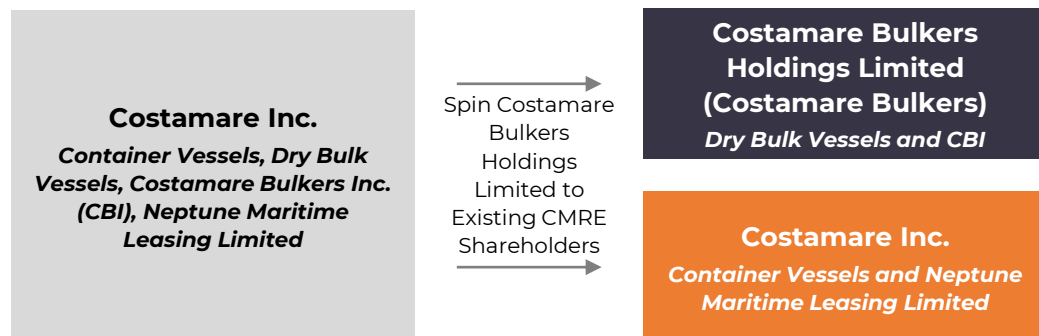 Costamare Inc.
Container Vessels, Dry Bulk
Vessels, Costamare Bulkers Inc.
(CBI), Neptune Maritime
Leasing Limited
Spin Costamare
Bulkers
Holdings
Limited to
Existing CMRE
Shareholders
Costamare Bulkers
Holdings Limited
(Costamare Bulkers)
Dry Bulk Vessels and CBI
Costamare Inc.
Container Vessels and Neptune
Maritime Leasing Limited